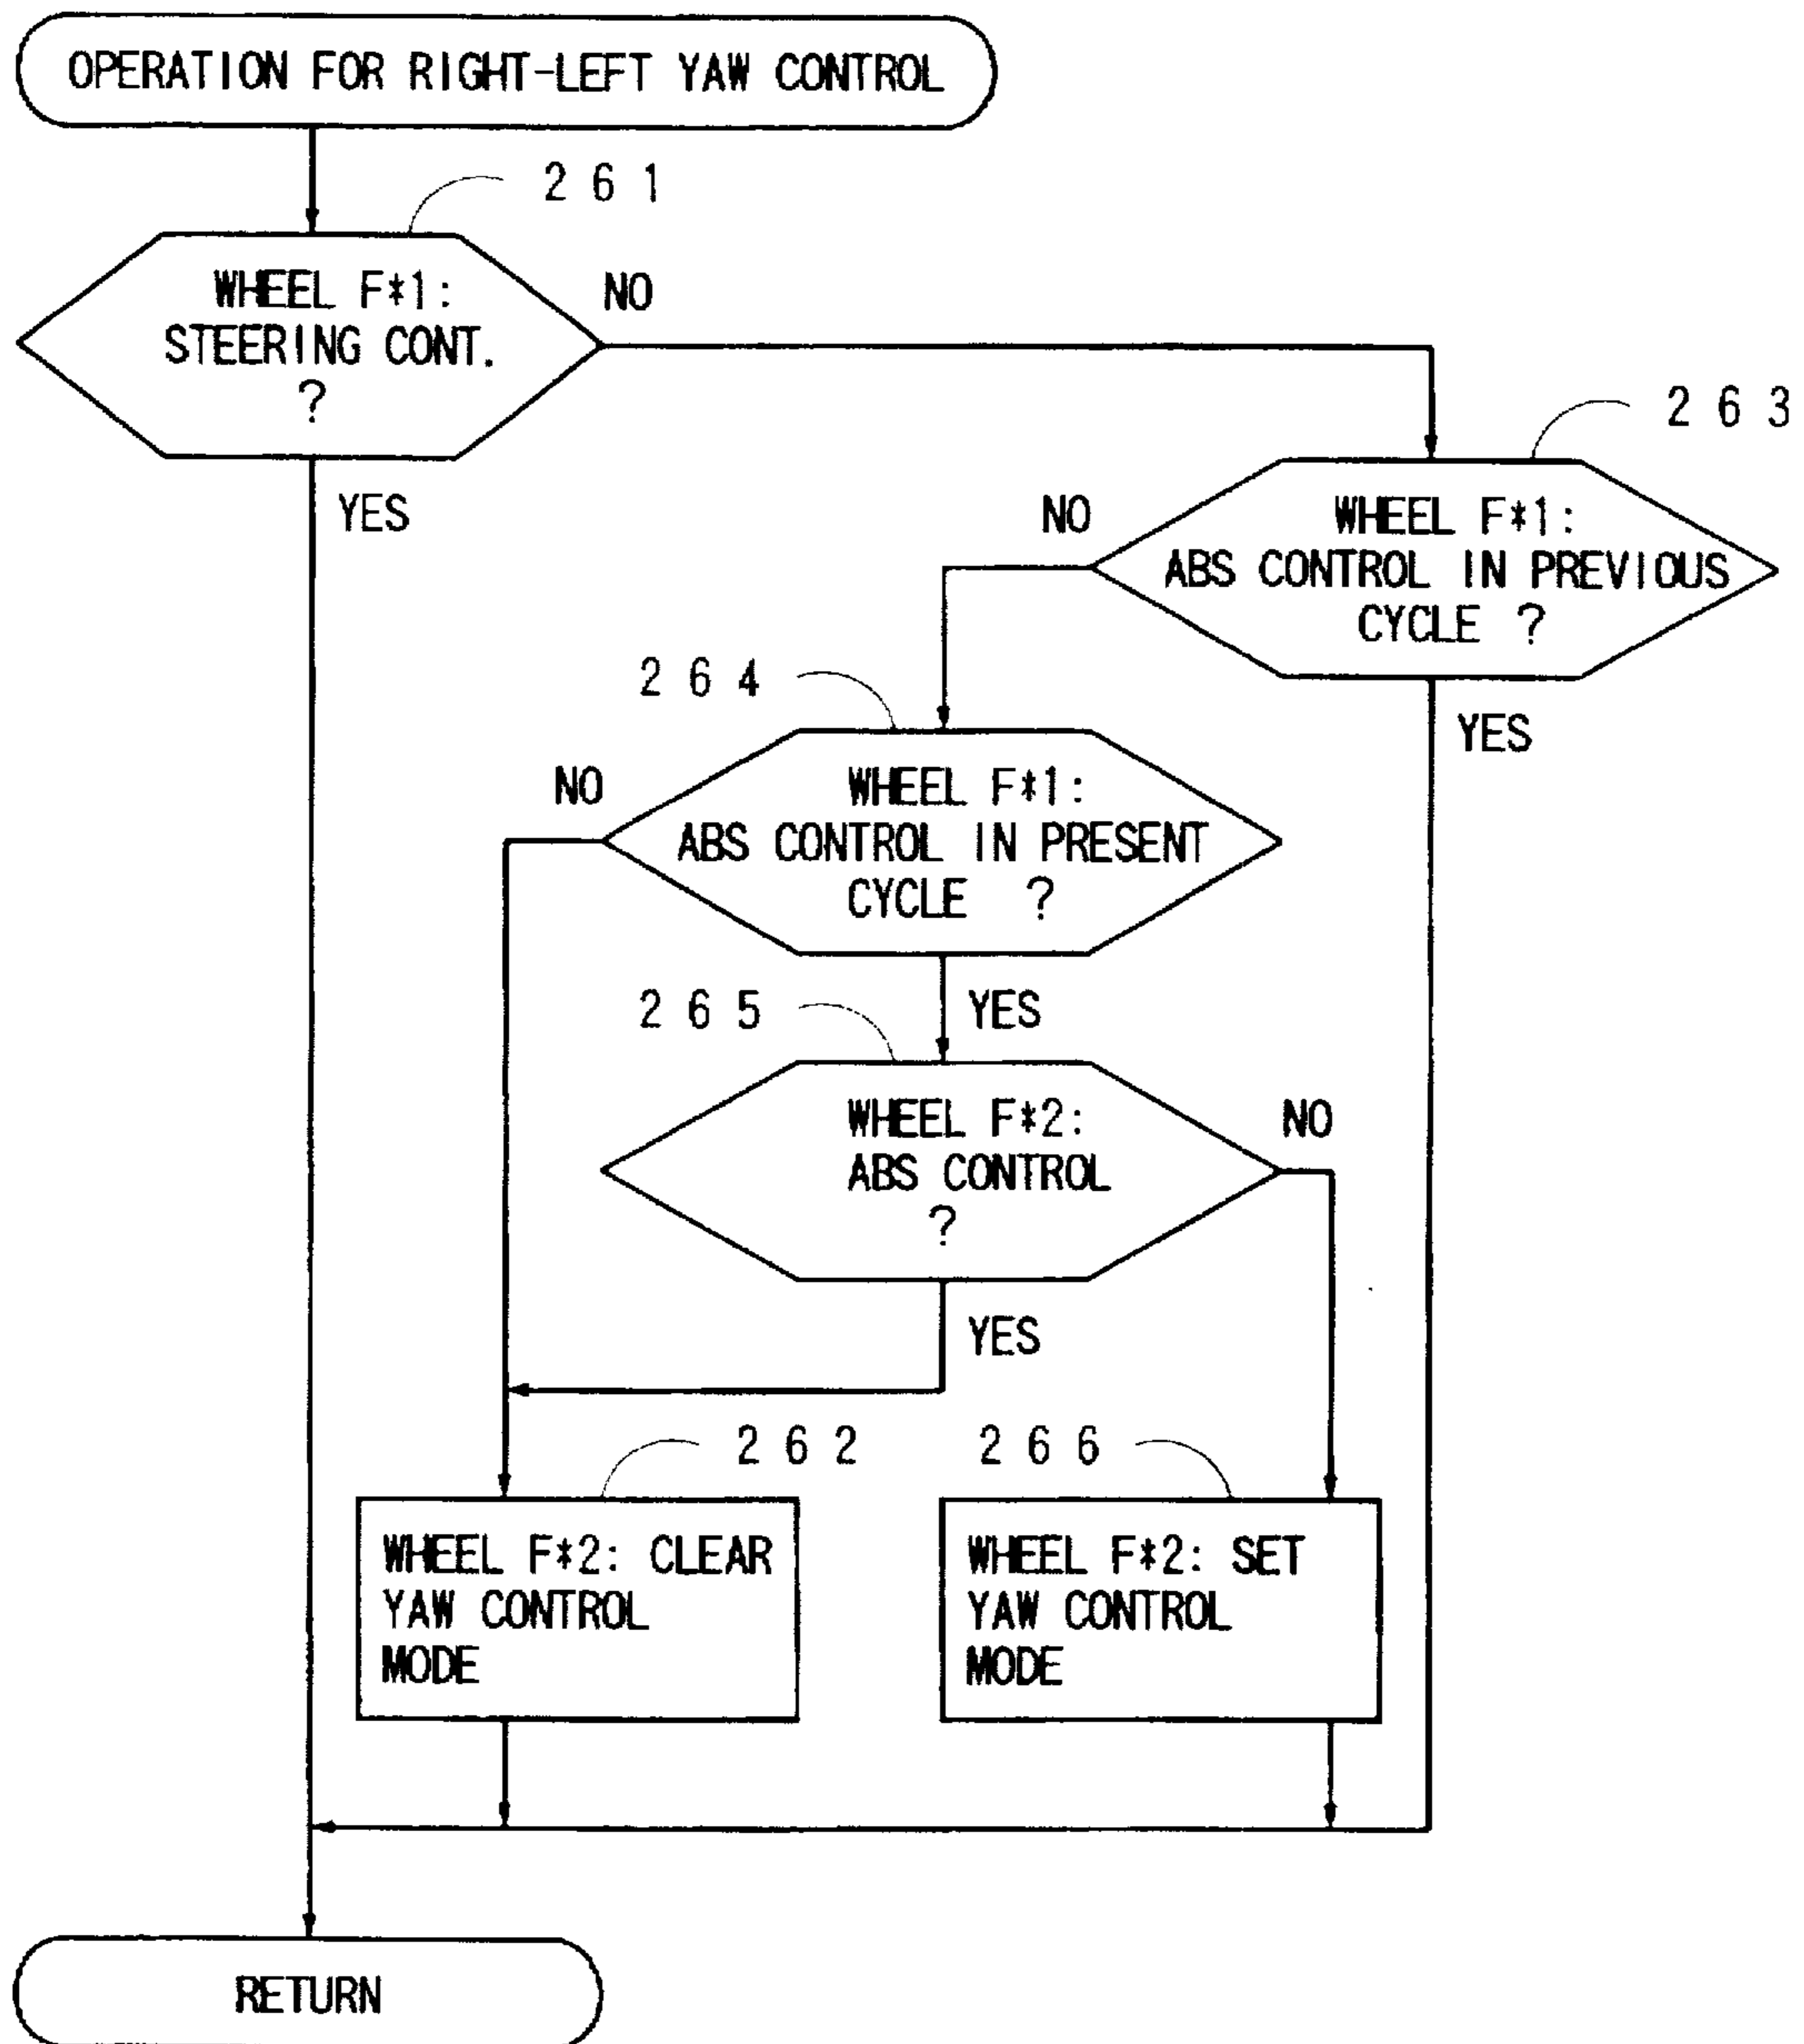 OPERATION FOR RIGHT-LEFT YAW CONTROL
261
WHEEL F*1:
STEERING CONT.
?
NO
YES
263
WHEEL F*1:
ABS CONTROL IN PREVIOUS
CYCLE ?
NO
YES
264
WHEEL F*1:
ABS CONTROL IN PRESENT
CYCLE ?
NO
YES
265
WHEEL F*2:
ABS CONTROL
?
NO
YES
262
WHEEL F*2: CLEAR
YAW CONTROL
MODE
266
WHEEL F*2: SET
YAW CONTROL
MODE
RETURN